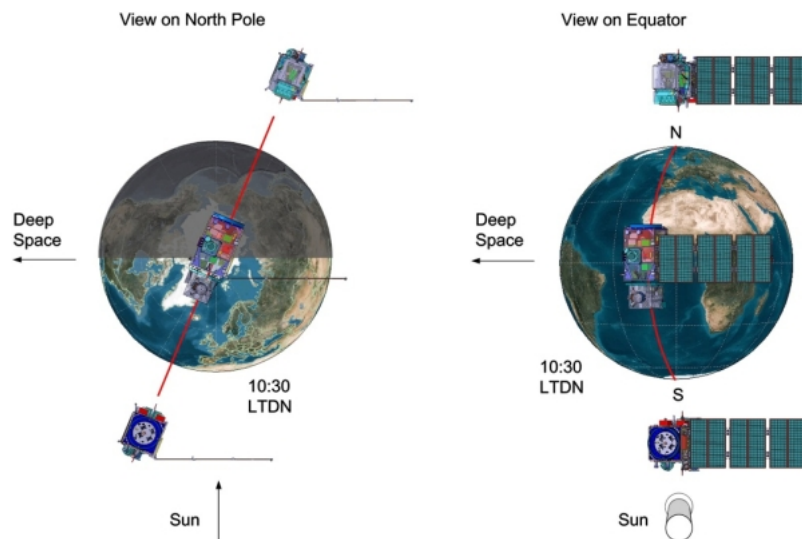 View on North Pole
View on Equator
N
Deep
Space
Deep
Space
10:30
LTDN
10:30
LTDN
S
Sun
Sun